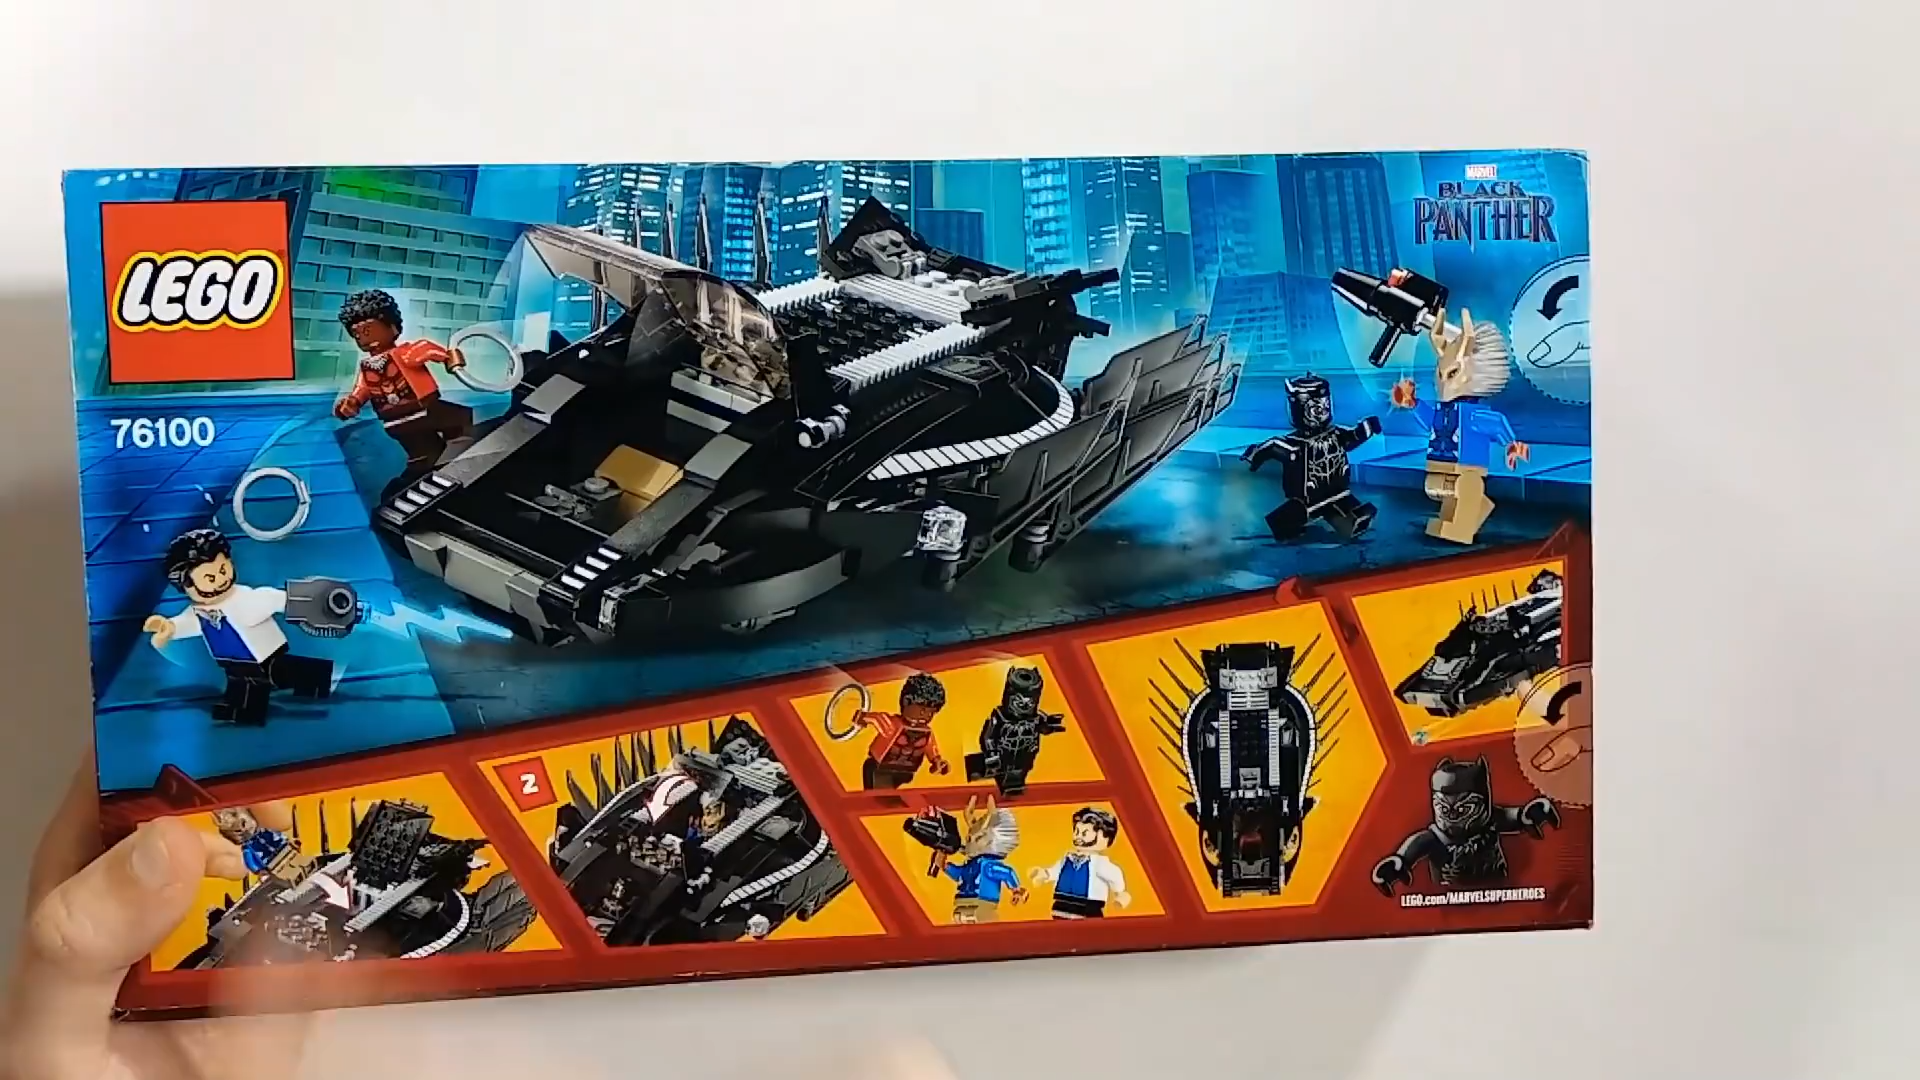 LEGO
76100
MARVEL
BLACK
PANTHER
2
LEGO.com/MARVELSUPERHEROES